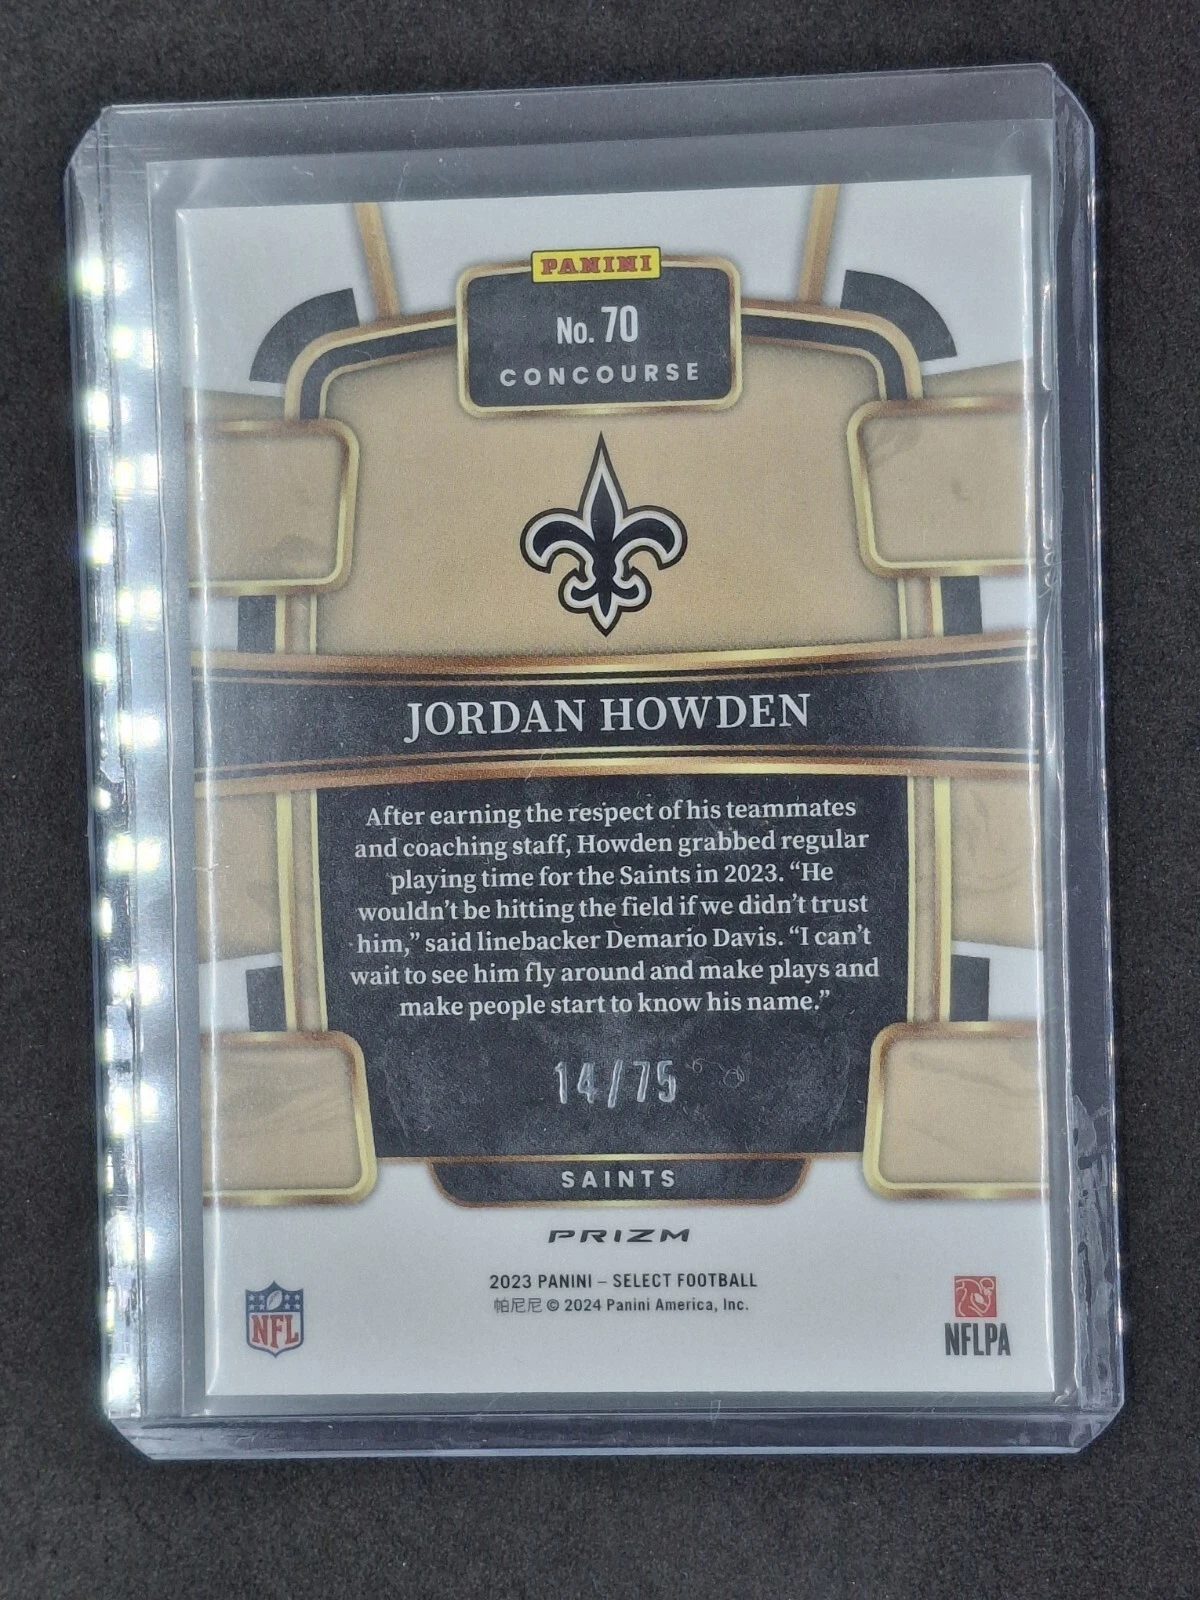 PANINI
No. 70
CONCOURSE
JORDAN HOWDEN
After earning the respect of his teammates
and coaching staff, Howden grabbed regular
playing time for the Saints in 2023. “He
wouldn’t be hitting the field if we didn’t trust
him,” said linebacker Demario Davis. “I can’t
wait to see him fly around and make plays and
make people start to know his name.”
14/75
SAINTS
PRIZM
2023 PANINI – SELECT FOOTBALL
帕尼尼 © 2024 Panini America, Inc.
NFL
NFLPA